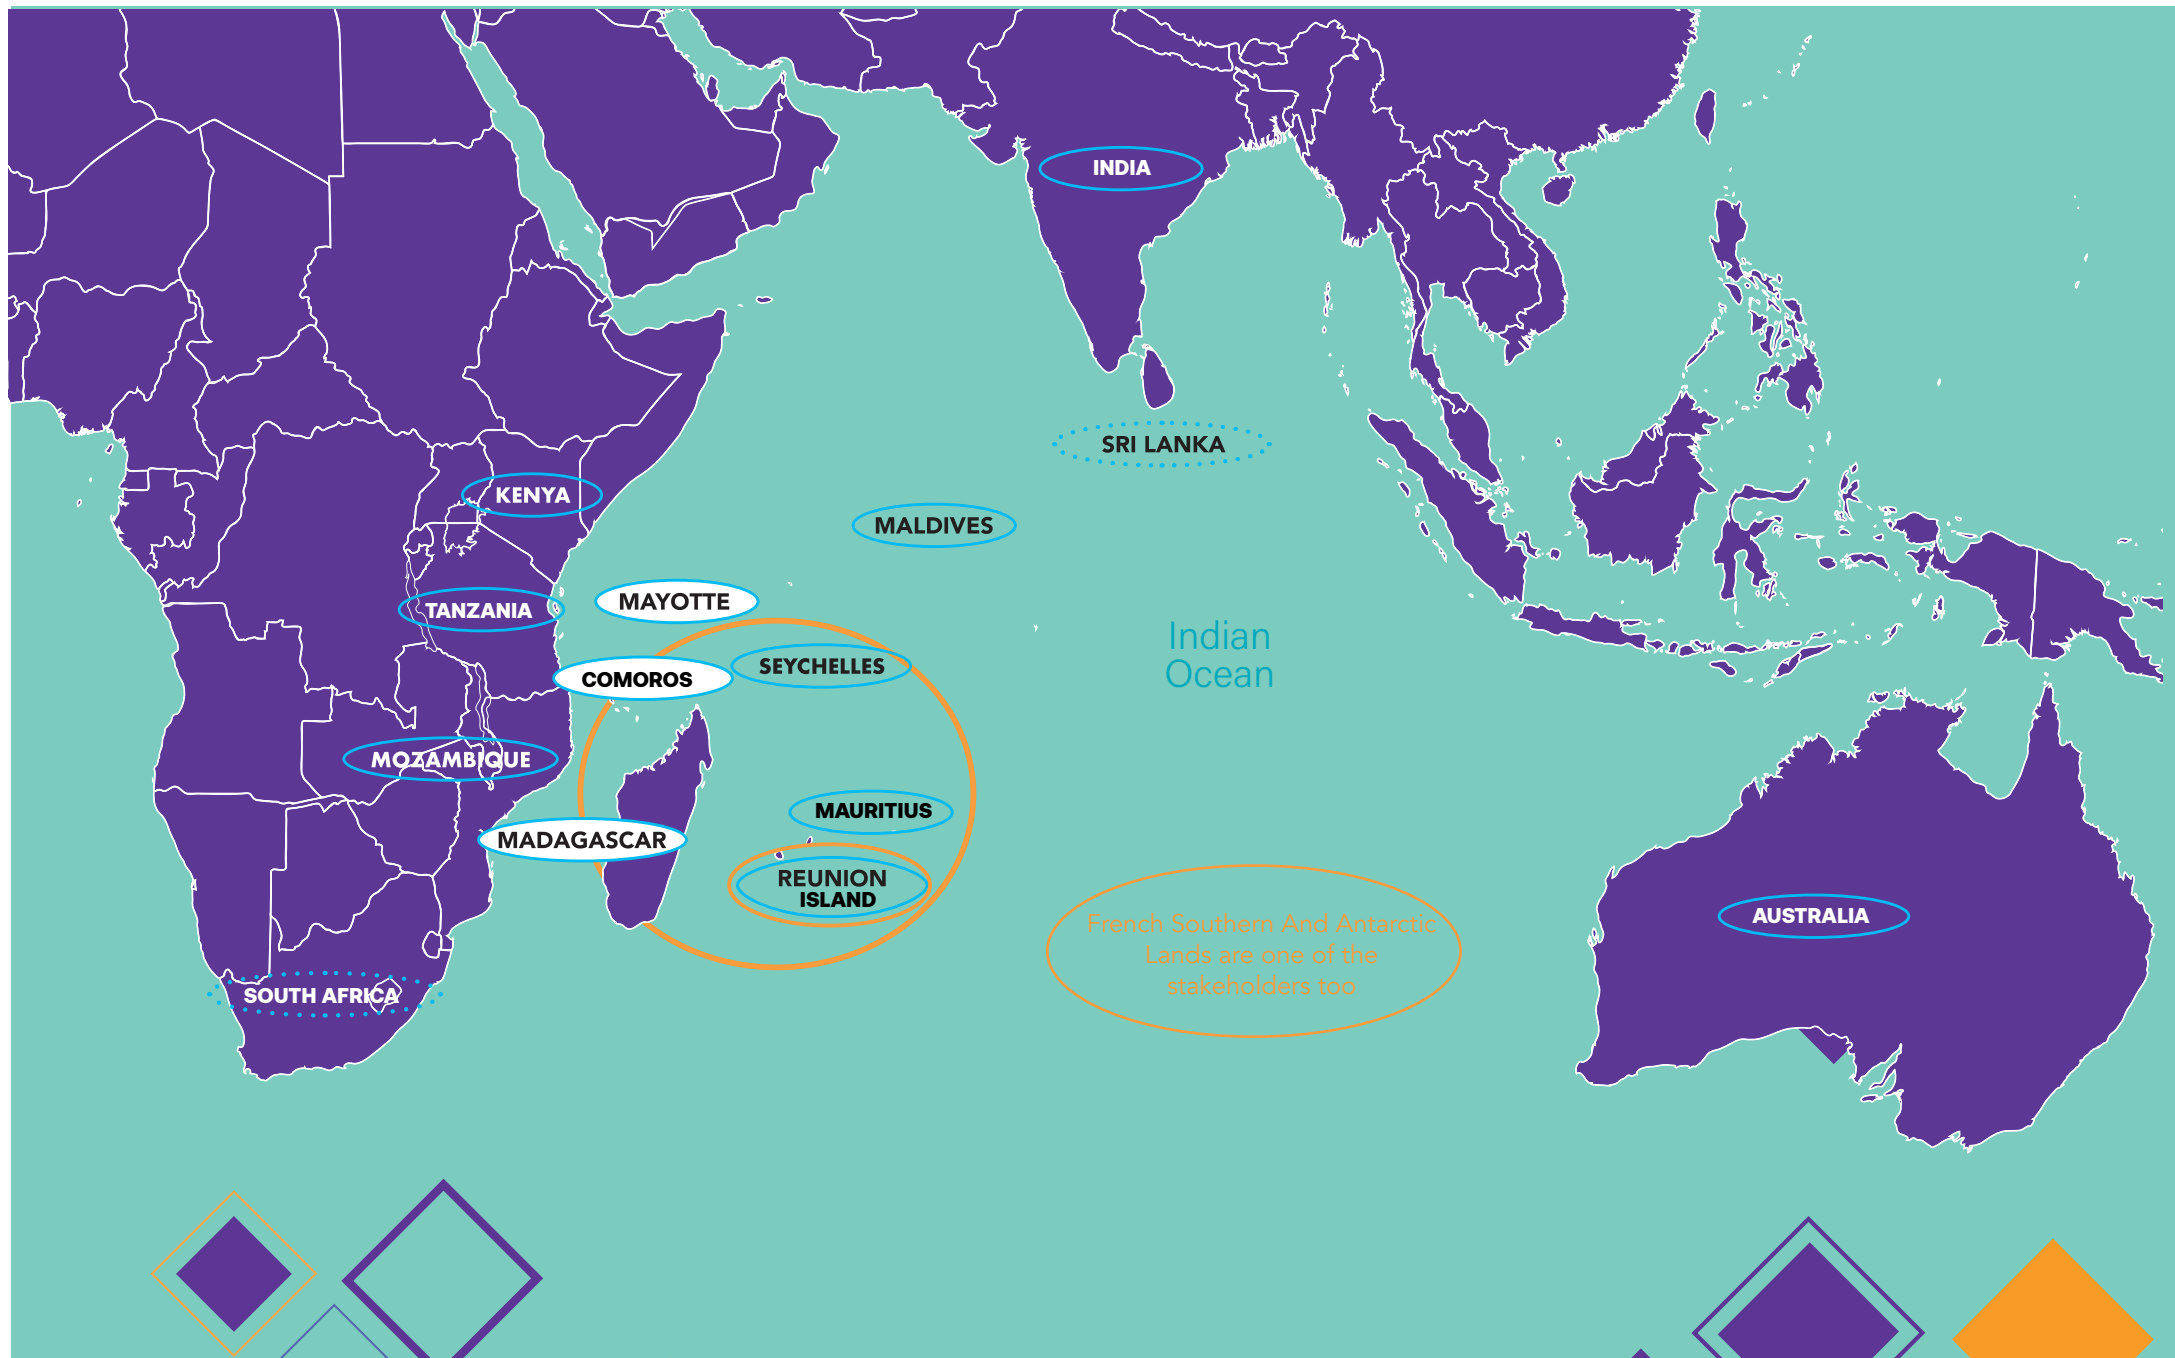 INDIA
SRI LANKA
KENYA
MALDIVES
MAYOTTE
TANZANIA
Indian
Ocean
SEYCHELLES
COMOROS
MOZAMBIQUE
MAURITIUS
MADAGASCAR
REUNION
ISLAND
French Southern And Antarctic
Lands are one of the
stakeholders too
AUSTRALIA
SOUTH AFRICA